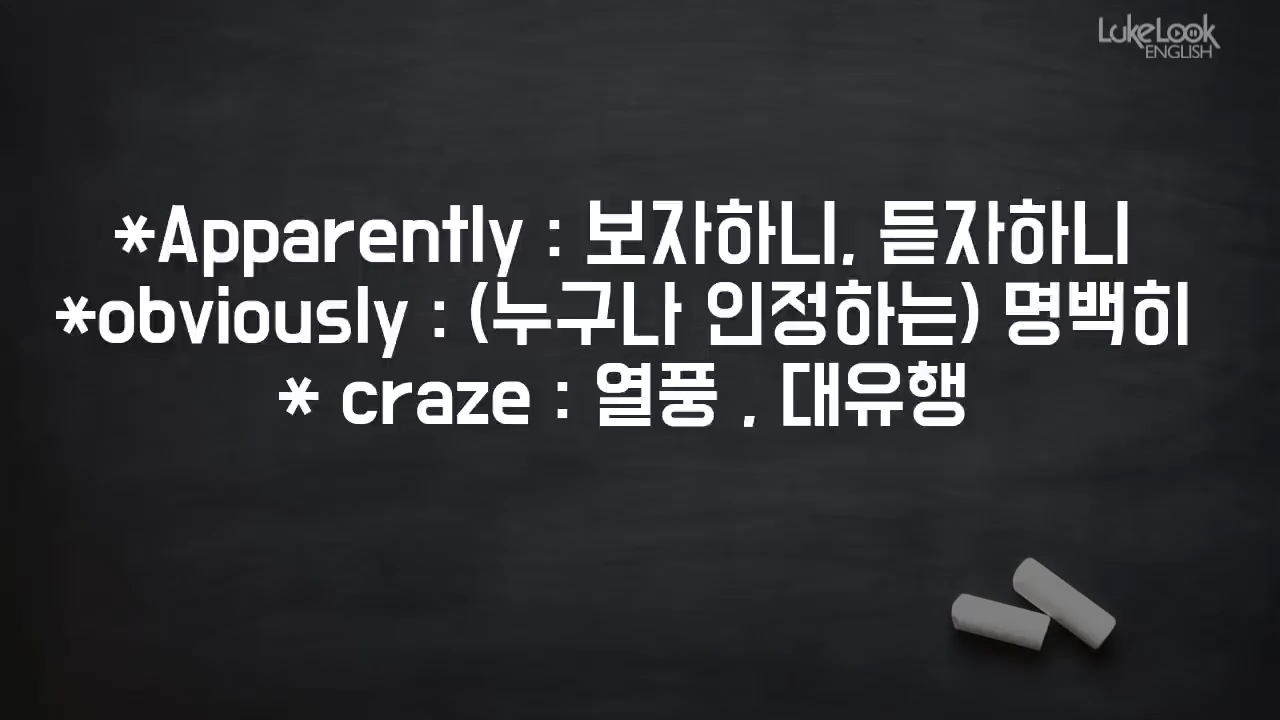 LukeLook
ENGLISH
*Apparently : 보자하니, 듣자하니
*obviously : (누구나 인정하는) 명백히
* craze : 열풍 , 대유행